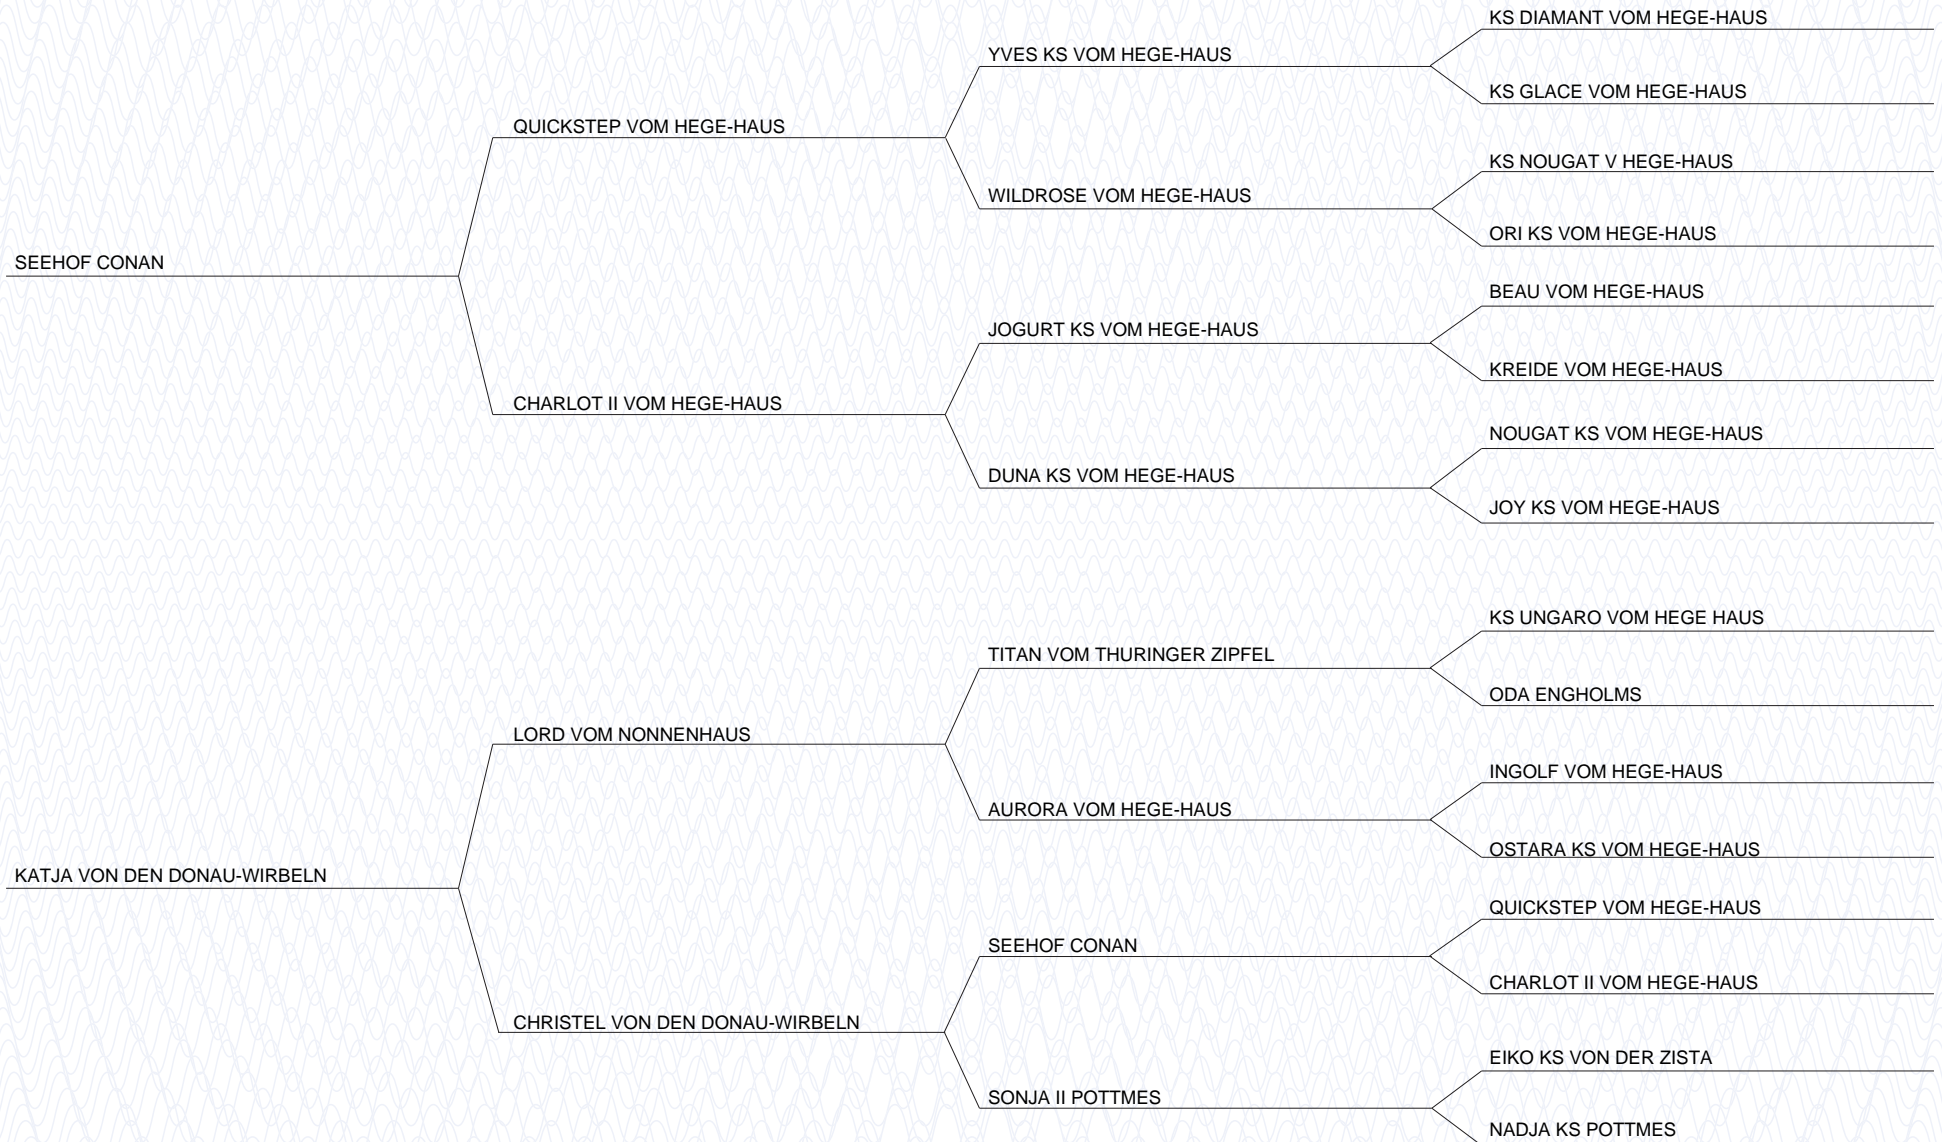 KS DIAMANT VOM HEGE-HAUS
YVES KS VOM HEGE-HAUS
KS GLACE VOM HEGE-HAUS
QUICKSTEP VOM HEGE-HAUS
KS NOUGAT V HEGE-HAUS
WILDROSE VOM HEGE-HAUS
ORI KS VOM HEGE-HAUS
SEEHOF CONAN
BEAU VOM HEGE-HAUS
JOGURT KS VOM HEGE-HAUS
KREIDE VOM HEGE-HAUS
CHARLOT II VOM HEGE-HAUS
NOUGAT KS VOM HEGE-HAUS
DUNA KS VOM HEGE-HAUS
JOY KS VOM HEGE-HAUS
KS UNGARO VOM HEGE HAUS
TITAN VOM THURINGER ZIPFEL
ODA ENGHOLMS
LORD VOM NONNENHAUS
INGOLF VOM HEGE-HAUS
AURORA VOM HEGE-HAUS
OSTARA KS VOM HEGE-HAUS
KATJA VON DEN DONAU-WIRBELN
QUICKSTEP VOM HEGE-HAUS
SEEHOF CONAN
CHARLOT II VOM HEGE-HAUS
CHRISTEL VON DEN DONAU-WIRBELN
EIKO KS VON DER ZISTA
SONJA II POTTMES
NADJA KS POTTMES